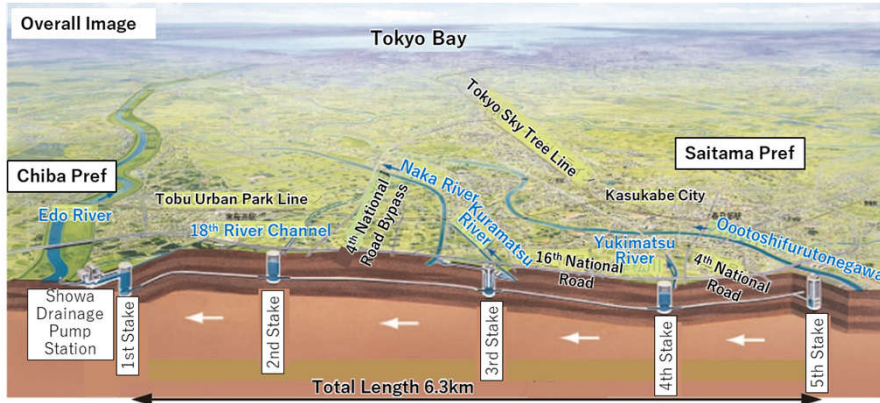 Overall Image
Tokyo Bay
Tokyo Sky Tree Line
Chiba Pref
Saitama Pref
Edo River
Tobu Urban Park Line
18th River Channel
4th National
Road Bypass
Naka River
Kuramatsu
River
Kasukabe City
16th National
Road
Yukimatsu
River
4th National
Road
Oootoshifurutonegawa
Showa
Drainage
Pump
Station
1st Stake
2nd Stake
3rd Stake
4th Stake
5th Stake
Total Length 6.3km